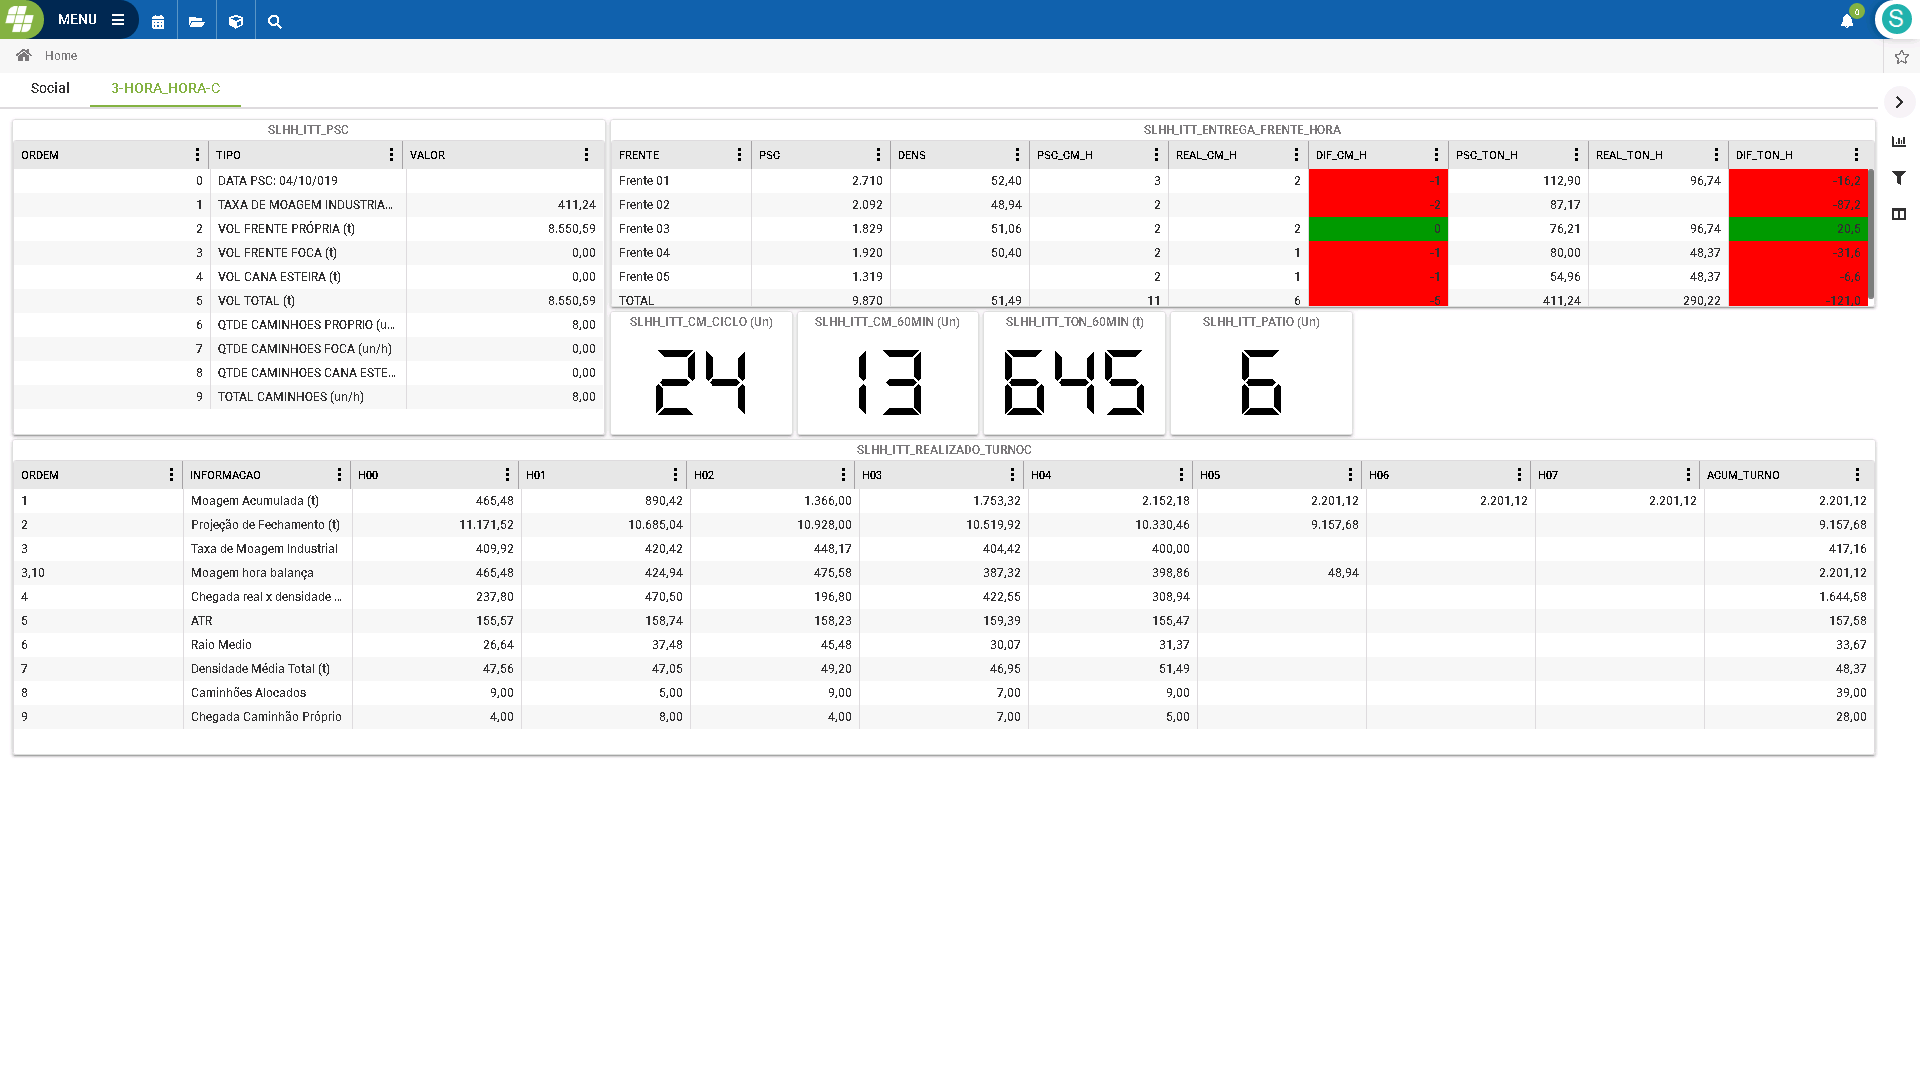 MENU
0
S
Home
Social 3-HORA_HORA-C
SLHH_ITT_PSC
ORDEM TIPO VALOR
0 DATA PSC: 04/10/019
1 TAXA DE MOAGEM INDUSTRIA... 411,24
2 VOL FRENTE PRÓPRIA (t) 8.550,59
3 VOL FRENTE FOCA (t) 0,00
4 VOL CANA ESTEIRA (t) 0,00
5 VOL TOTAL (t) 8.550,59
6 QTDE CAMINHOES PROPRIO (u... 8,00
7 QTDE CAMINHOES FOCA (un/h) 0,00
8 QTDE CAMINHOES CANA ESTE... 0,00
9 TOTAL CAMINHOES (un/h) 8,00
SLHH_ITT_ENTREGA_FRENTE_HORA
FRENTE PSC DENS PSC_CM_H REAL_CM_H DIF_CM_H PSC_TON_H REAL_TON_H DIF_TON_H
Frente 01 2.710 52,40 3 2 -1 112,90 96,74 -16,2
Frente 02 2.092 48,94 2 -2 87,17 -87,2
Frente 03 1.829 51,06 2 2 0 76,21 96,74 20,5
Frente 04 1.920 50,40 2 1 -1 80,00 48,37 -31,6
Frente 05 1.319 2 1 -1 54,96 48,37 -6,6
TOTAL 9.870 51,49 11 6 -5 411,24 290,22 -121,0
SLHH_ITT_CM_CICLO (Un)
24
SLHH_ITT_CM_60MIN (Un)
13
SLHH_ITT_TON_60MIN (t)
645
SLHH_ITT_PATIO (Un)
6
SLHH_ITT_REALIZADO_TURNOC
ORDEM INFORMACAO H00 H01 H02 H03 H04 H05 H06 H07 ACUM_TURNO
1 Moagem Acumulada (t) 465,48 890,42 1.366,00 1.753,32 2.152,18 2.201,12 2.201,12 2.201,12 2.201,12
2 Projeção de Fechamento (t) 11.171,52 10.685,04 10.928,00 10.519,92 10.330,46 9.157,68 9.157,68
3 Taxa de Moagem Industrial 409,92 420,42 448,17 404,42 400,00 417,16
3,10 Moagem hora balança 465,48 424,94 475,58 387,32 398,86 48,94 2.201,12
4 Chegada real x densidade ... 237,80 470,50 196,80 422,55 308,94 1.644,58
5 ATR 155,57 158,74 158,23 159,39 155,47 157,58
6 Raio Medio 26,64 37,48 45,48 30,07 31,37 33,67
7 Densidade Média Total (t) 47,56 47,05 49,20 46,95 51,49 48,37
8 Caminhões Alocados 9,00 5,00 9,00 7,00 9,00 39,00
9 Chegada Caminhão Próprio 4,00 8,00 4,00 7,00 5,00 28,00